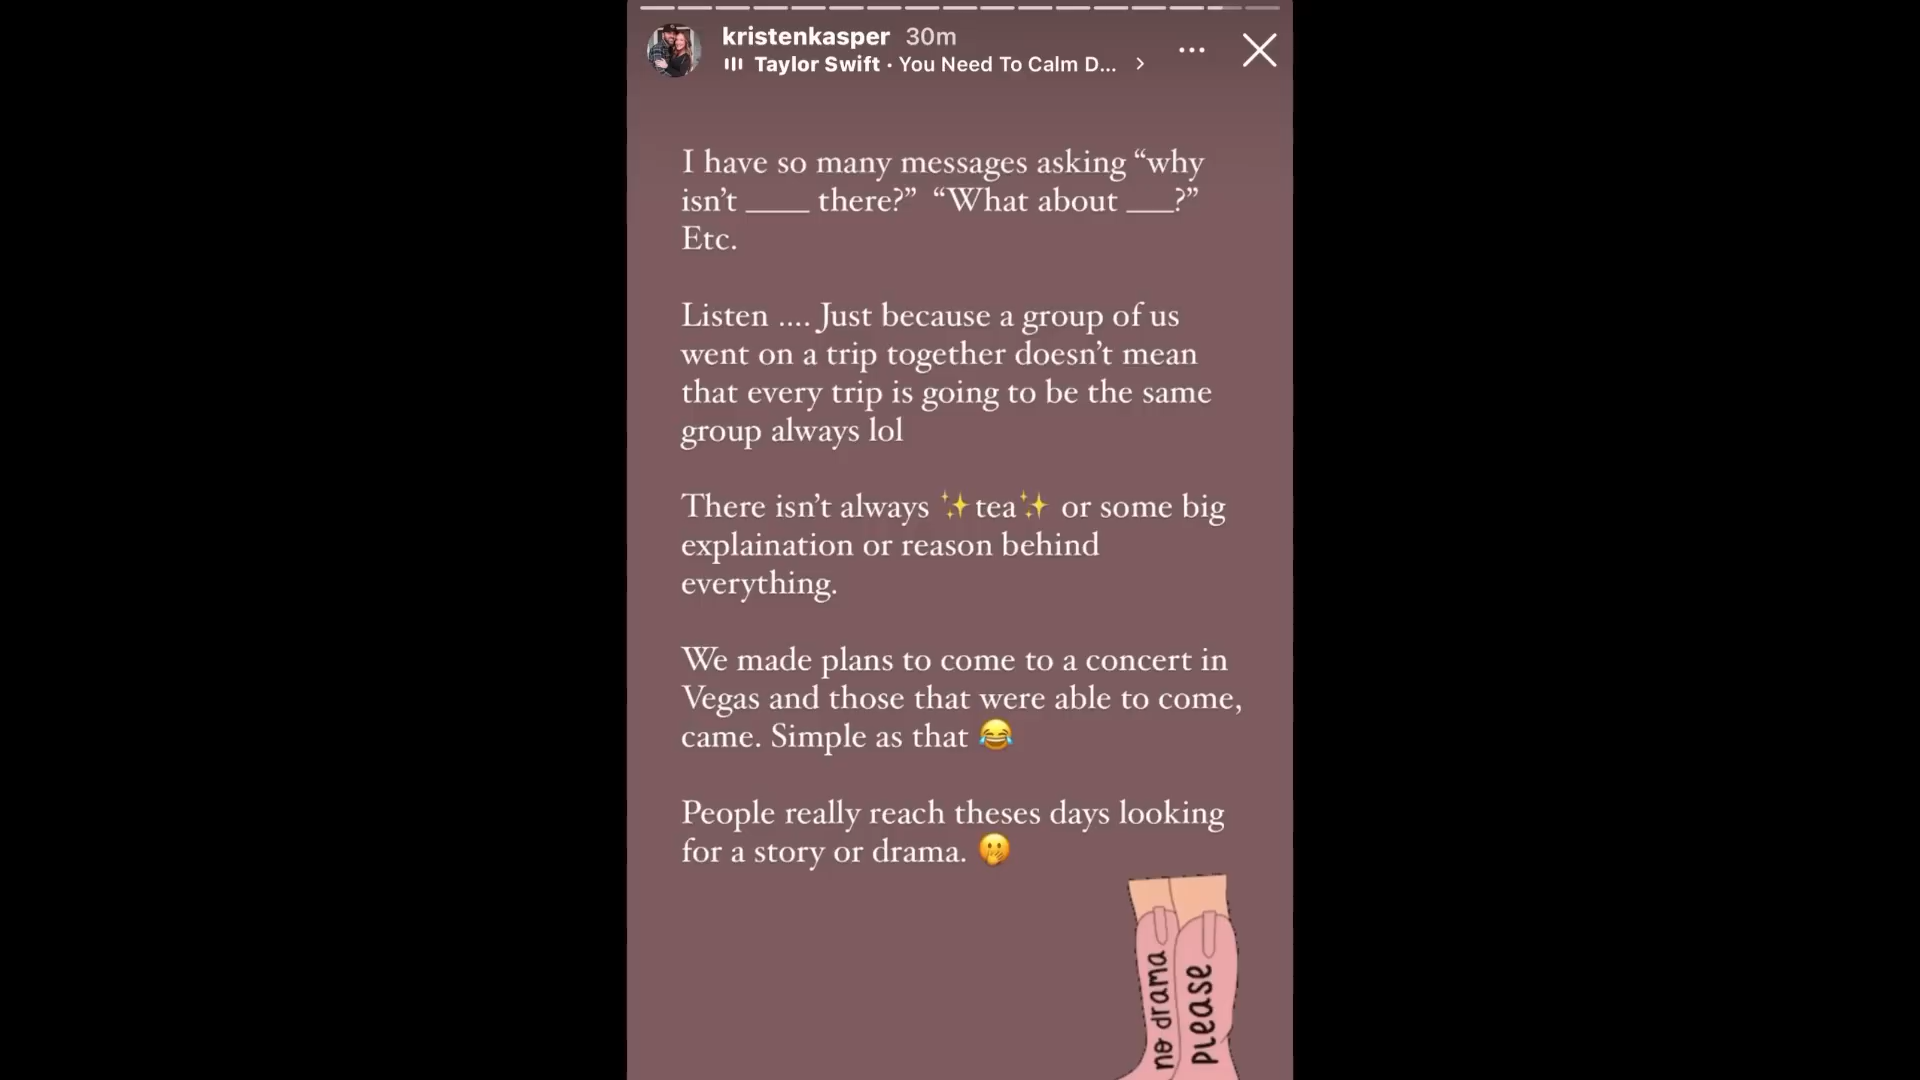 kristenkasper 30m
Taylor Swift · You Need To Calm D...
I have so many messages asking “why
isn’t ____ there?” “What about ___?”
Etc.
Listen .... Just because a group of us
went on a trip together doesn’t mean
that every trip is going to be the same
group always lol
There isn’t always ✨tea✨ or some big
explaination or reason behind
everything.
We made plans to come to a concert in
Vegas and those that were able to come,
came. Simple as that 😂
People really reach theses days looking
for a story or drama. 🤭
no drama
please